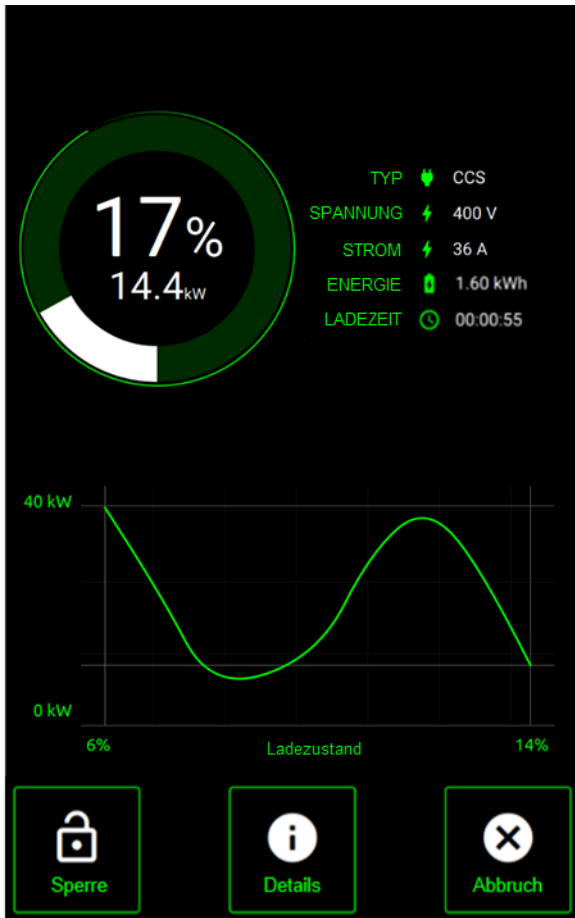 17%
14.4kW
TYP CCS
SPANNUNG 400 V
STROM 36 A
ENERGIE 1.60 kWh
LADEZEIT 00:00:55
40 kW
0 kW
6% Ladezustand 14%
Sperre Details Abbruch